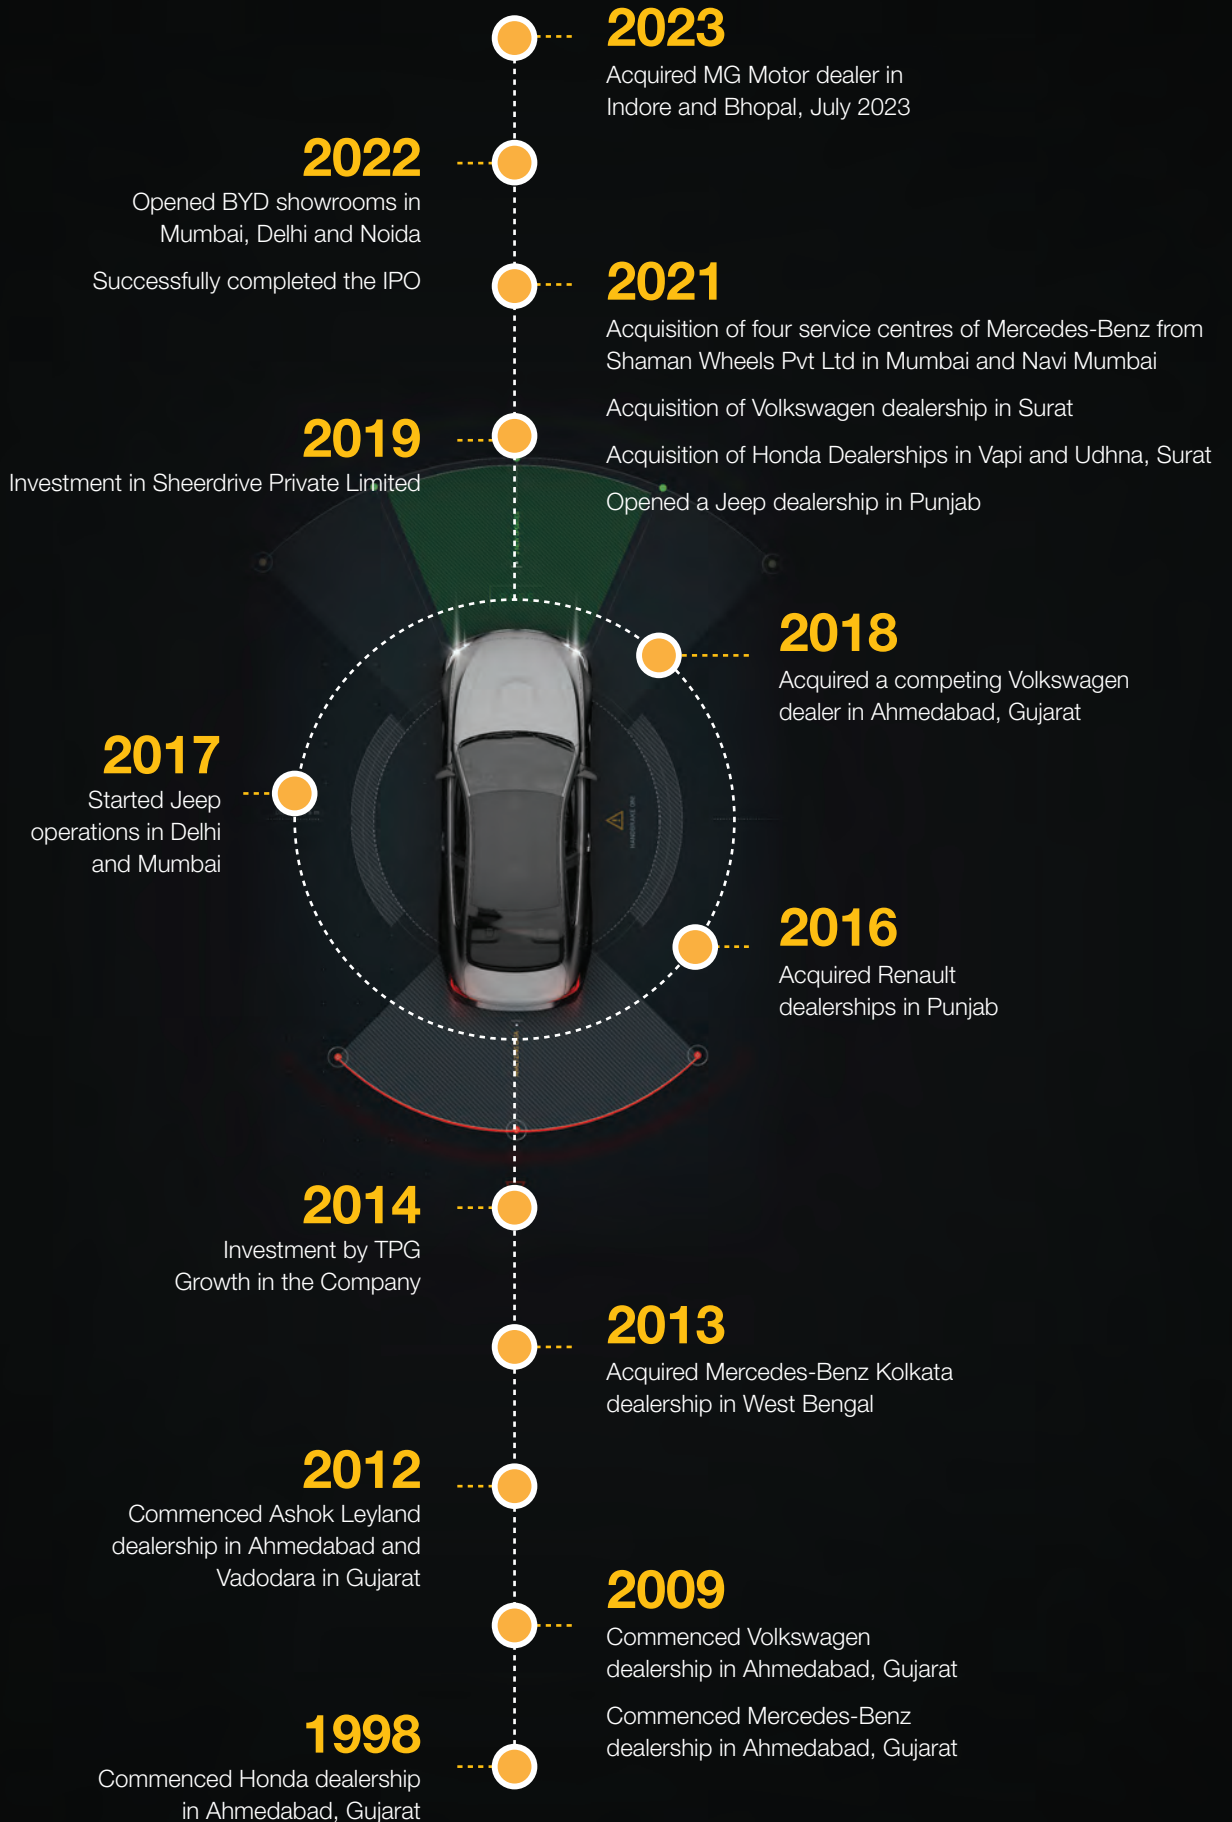 2023
Acquired MG Motor dealer in
Indore and Bhopal, July 2023
2022
Opened BYD showrooms in
Mumbai, Delhi and Noida
Successfully completed the IPO
2021
Acquisition of four service centres of Mercedes-Benz from
Shaman Wheels Pvt Ltd in Mumbai and Navi Mumbai
Acquisition of Volkswagen dealership in Surat
Acquisition of Honda Dealerships in Vapi and Udhna, Surat
Opened a Jeep dealership in Punjab
2019
Investment in Sheerdrive Private Limited
2018
Acquired a competing Volkswagen
dealer in Ahmedabad, Gujarat
2017
Started Jeep
operations in Delhi
and Mumbai
HANDBRAKE ON!
2016
Acquired Renault
dealerships in Punjab
2014
Investment by TPG
Growth in the Company
2013
Acquired Mercedes-Benz Kolkata
dealership in West Bengal
2012
Commenced Ashok Leyland
dealership in Ahmedabad and
Vadodara in Gujarat
2009
Commenced Volkswagen
dealership in Ahmedabad, Gujarat
Commenced Mercedes-Benz
dealership in Ahmedabad, Gujarat
1998
Commenced Honda dealership
in Ahmedabad, Gujarat